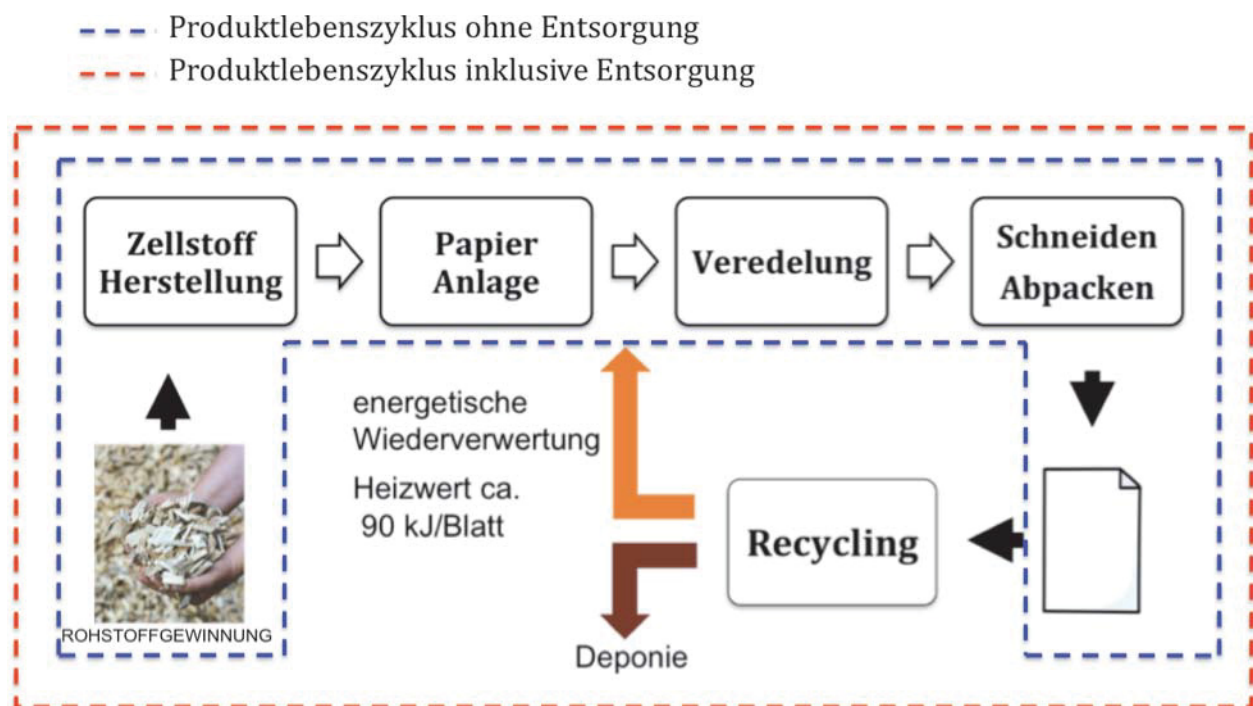 Produktlebenszyklus ohne Entsorgung
Produktlebenszyklus inklusive Entsorgung
Zellstoff
Herstellung
Papier
Anlage
Veredelung
Schneiden
Abpacken
energetische
Wiederverwertung
Heizwert ca.
90 kJ/Blatt
Recycling
ROHSTOFFGEWINNUNG
Deponie